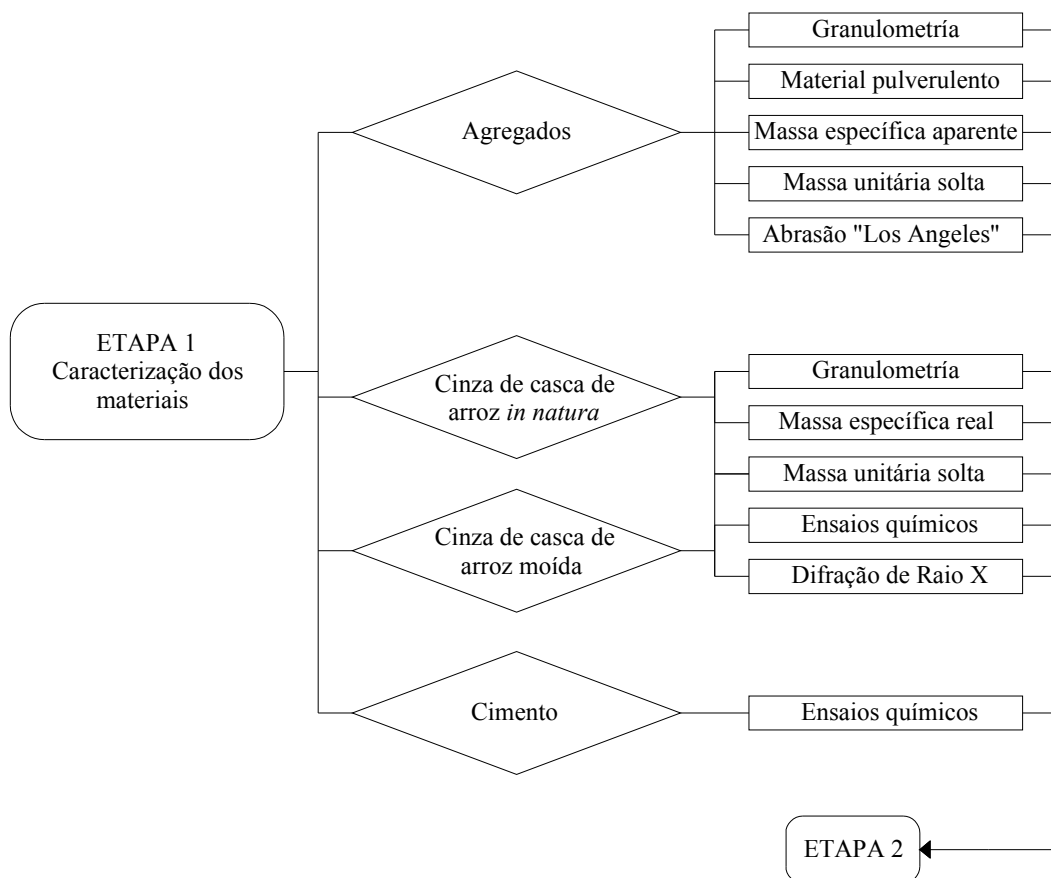 ETAPA 1
Caracterização dos
materiais
Agregados
Granulometría
Material pulverulento
Massa específica aparente
Massa unitária solta
Abrasão "Los Angeles"
Cinza de casca de
arroz in natura
Cinza de casca de
arroz moída
Granulometría
Massa específica real
Massa unitária solta
Ensaios químicos
Difração de Raio X
Cimento
Ensaios químicos
ETAPA 2